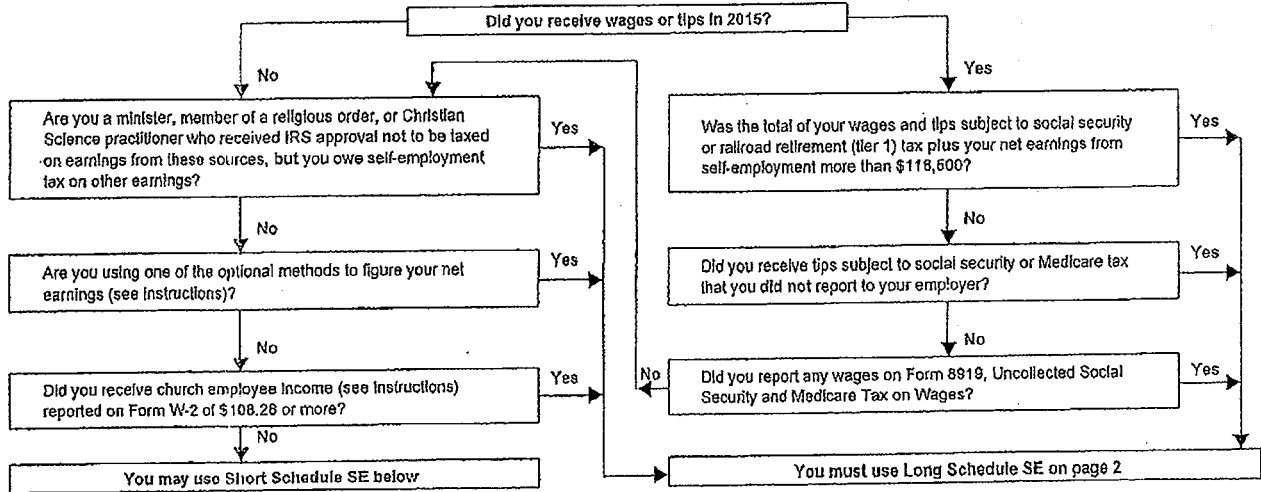 Did you receive wages or tips in 2015?
No
Yes
Are you a minister, member of a religious order, or Christian
Science practitioner who received IRS approval not to be taxed
on earnings from these sources, but you owe self-employment
tax on other earnings?
Yes
Was the total of your wages and tips subject to social security
or railroad retirement (tier 1) tax plus your net earnings from
self-employment more than $118,500?
Yes
No
No
Are you using one of the optional methods to figure your net
earnings (see instructions)?
Yes
Did you receive tips subject to social security or Medicare tax
that you did not report to your employer?
Yes
No
No
Did you receive church employee income (see instructions)
reported on Form W-2 of $108.28 or more?
Yes
No
Did you report any wages on Form 8919, Uncollected Social
Security and Medicare Tax on Wages?
Yes
No
You may use Short Schedule SE below
You must use Long Schedule SE on page 2